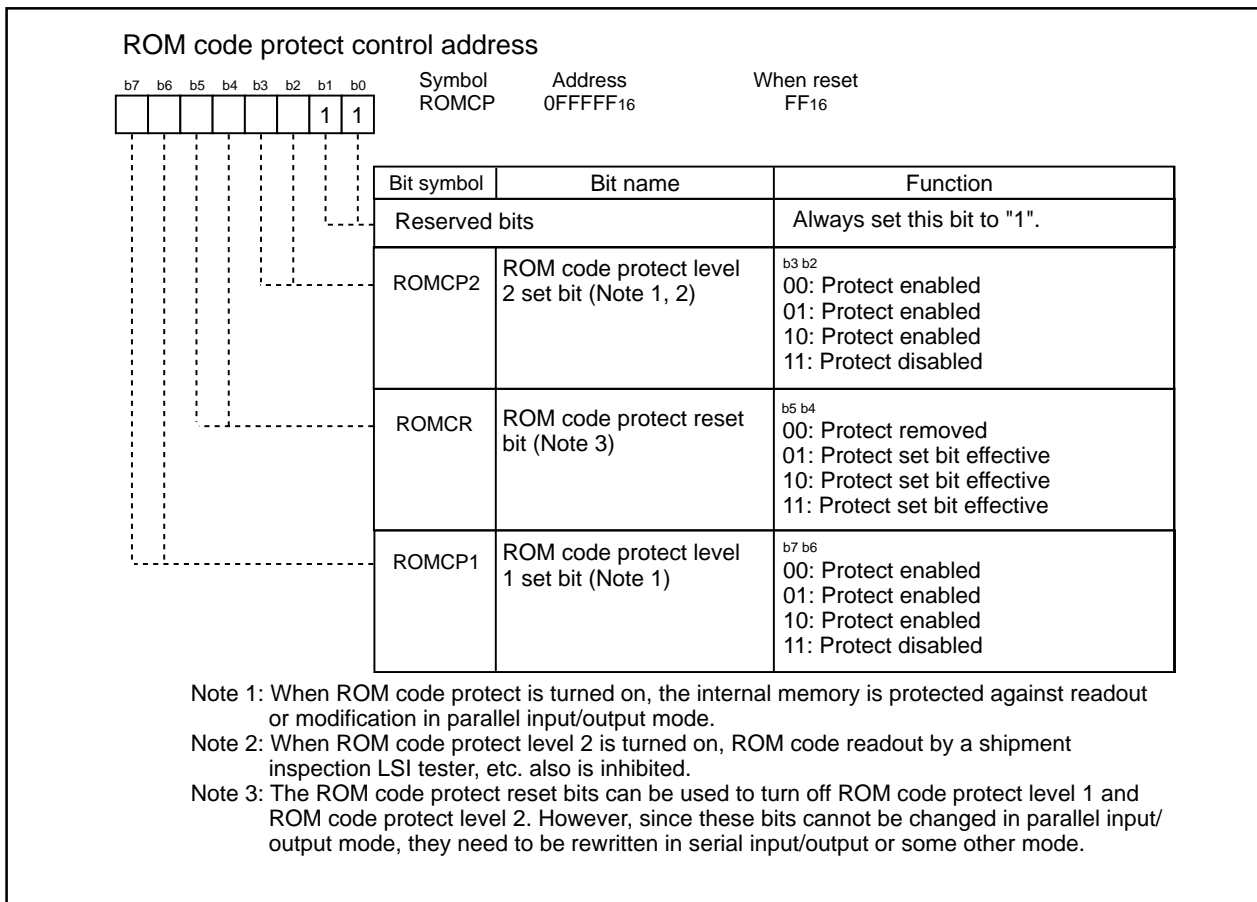 ROM code protect control address
b7 b6 b5 b4 b3 b2 b1 b0
Symbol Address When reset
ROMCP 0FFFFF16 FF16
1 1
Bit symbol Bit name Function
Reserved bits Always set this bit to "1".
ROMCP2 ROM code protect level
2 set bit (Note 1, 2)
b3 b2
00: Protect enabled
01: Protect enabled
10: Protect enabled
11: Protect disabled
ROMCR ROM code protect reset
bit (Note 3)
b5 b4
00: Protect removed
01: Protect set bit effective
10: Protect set bit effective
11: Protect set bit effective
ROMCP1 ROM code protect level
1 set bit (Note 1)
b7 b6
00: Protect enabled
01: Protect enabled
10: Protect enabled
11: Protect disabled
Note 1: When ROM code protect is turned on, the internal memory is protected against readout
or modification in parallel input/output mode.
Note 2: When ROM code protect level 2 is turned on, ROM code readout by a shipment
inspection LSI tester, etc. also is inhibited.
Note 3: The ROM code protect reset bits can be used to turn off ROM code protect level 1 and
ROM code protect level 2. However, since these bits cannot be changed in parallel input/
output mode, they need to be rewritten in serial input/output or some other mode.